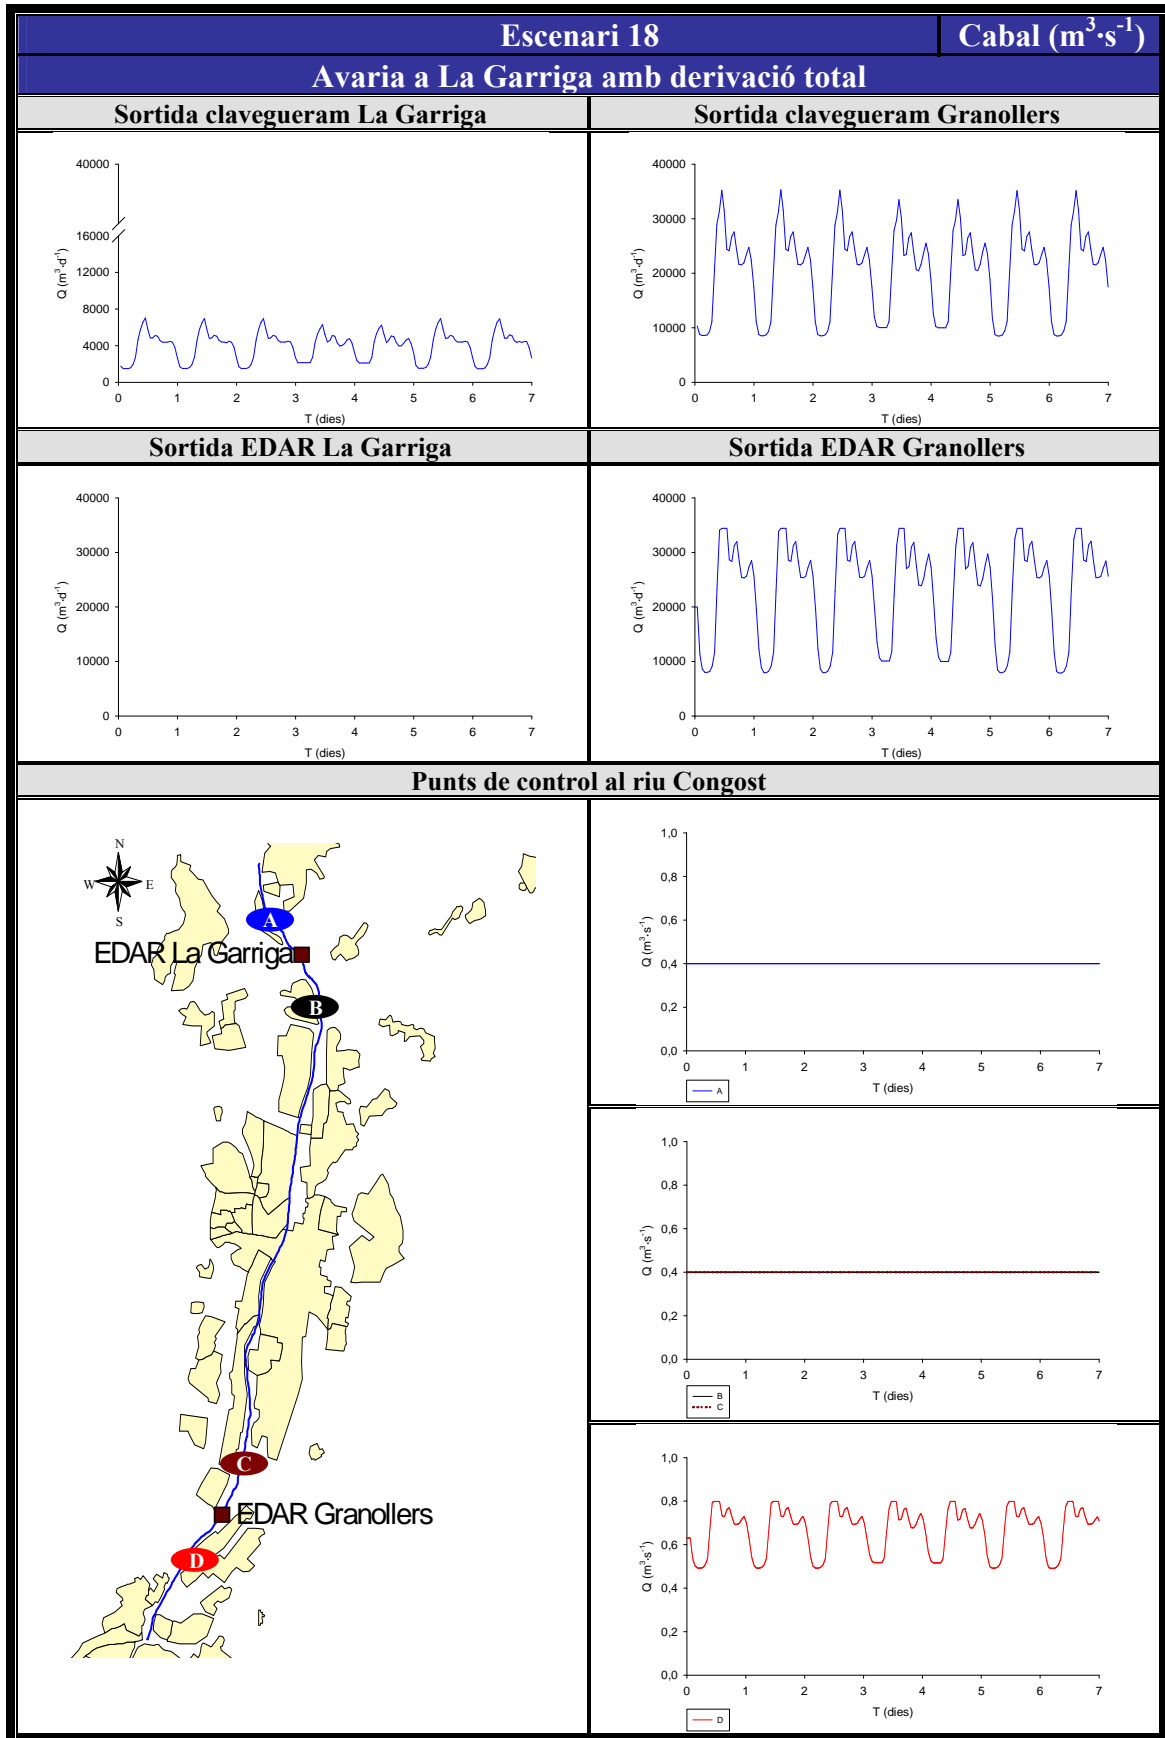 Escenari 18
Cabal (m³·s⁻¹)
Avaria a La Garriga amb derivació total
Sortida clavegueram La Garriga
Sortida clavegueram Granollers
40000
16000
12000
8000
4000
0
Q (m³·d⁻¹)
0 1 2 3 4 5 6 7
T (dies)
40000
30000
20000
10000
0
Q (m³·d⁻¹)
0 1 2 3 4 5 6 7
T (dies)
Sortida EDAR La Garriga
Sortida EDAR Granollers
40000
30000
20000
10000
0
Q (m³·d⁻¹)
0 1 2 3 4 5 6 7
T (dies)
40000
30000
20000
10000
0
Q (m³·d⁻¹)
0 1 2 3 4 5 6 7
T (dies)
Punts de control al riu Congost
N
W E
S
A
EDAR La Garriga
B
C
EDAR Granollers
D
1,0
0,8
0,6
0,4
0,2
0,0
Q (m³·s⁻¹)
0 1 2 3 4 5 6 7
T (dies)
A
1,0
0,8
0,6
0,4
0,2
0,0
Q (m³·s⁻¹)
0 1 2 3 4 5 6 7
T (dies)
B
C
1,0
0,8
0,6
0,4
0,2
0,0
Q (m³·s⁻¹)
0 1 2 3 4 5 6 7
T (dies)
D